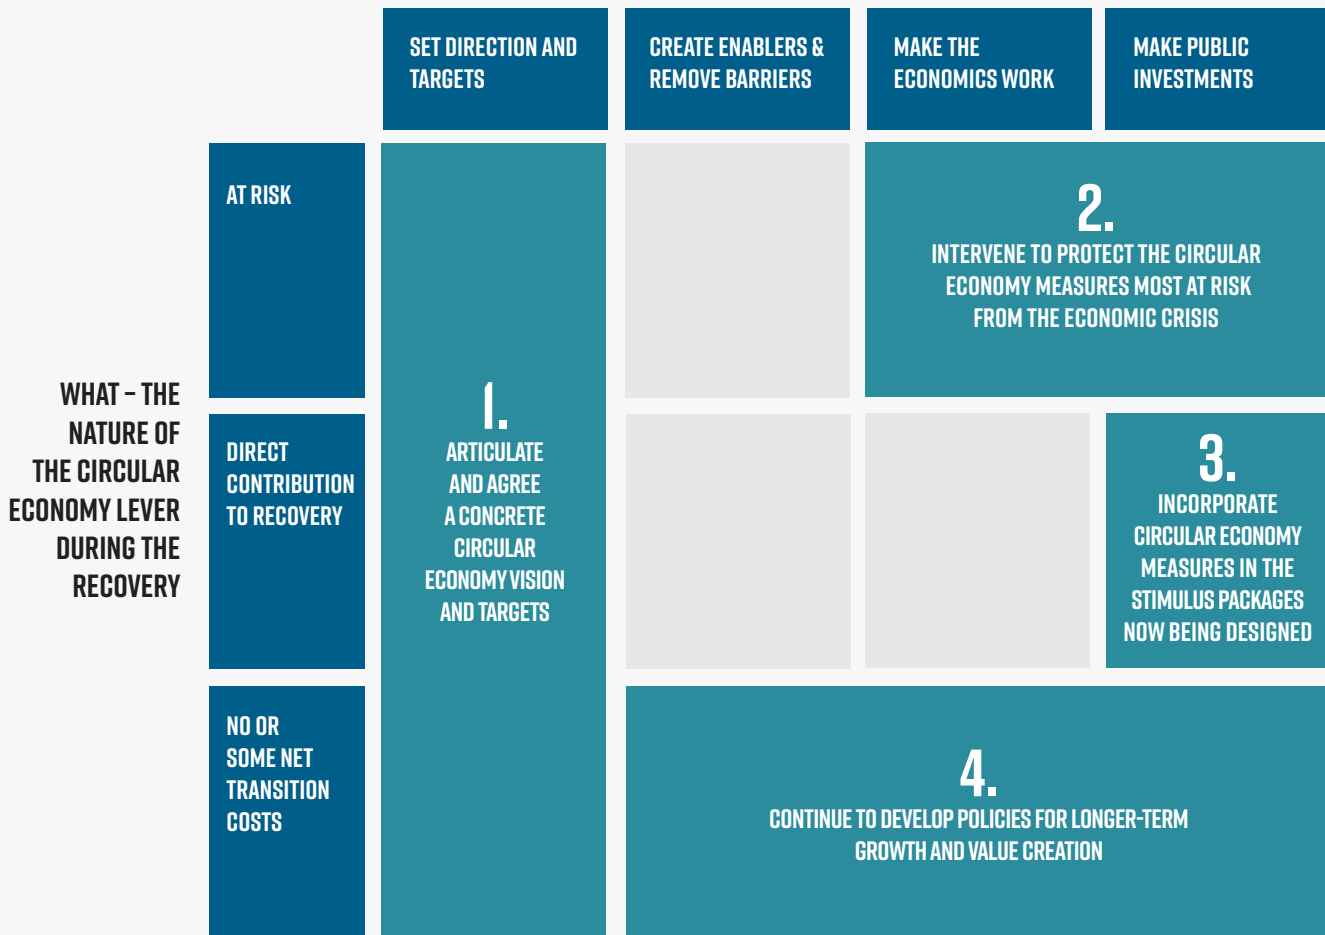 SET DIRECTION AND
TARGETS
CREATE ENABLERS &
REMOVE BARRIERS
MAKE THE
ECONOMICS WORK
MAKE PUBLIC
INVESTMENTS
WHAT – THE
NATURE OF
THE CIRCULAR
ECONOMY LEVER
DURING THE
RECOVERY
AT RISK
DIRECT
CONTRIBUTION
TO RECOVERY
NO OR
SOME NET
TRANSITION
COSTS
1.
ARTICULATE
AND AGREE
A CONCRETE
CIRCULAR
ECONOMY VISION
AND TARGETS
2.
INTERVENE TO PROTECT THE CIRCULAR
ECONOMY MEASURES MOST AT RISK
FROM THE ECONOMIC CRISIS
3.
INCORPORATE
CIRCULAR ECONOMY
MEASURES IN THE
STIMULUS PACKAGES
NOW BEING DESIGNED
4.
CONTINUE TO DEVELOP POLICIES FOR LONGER-TERM
GROWTH AND VALUE CREATION